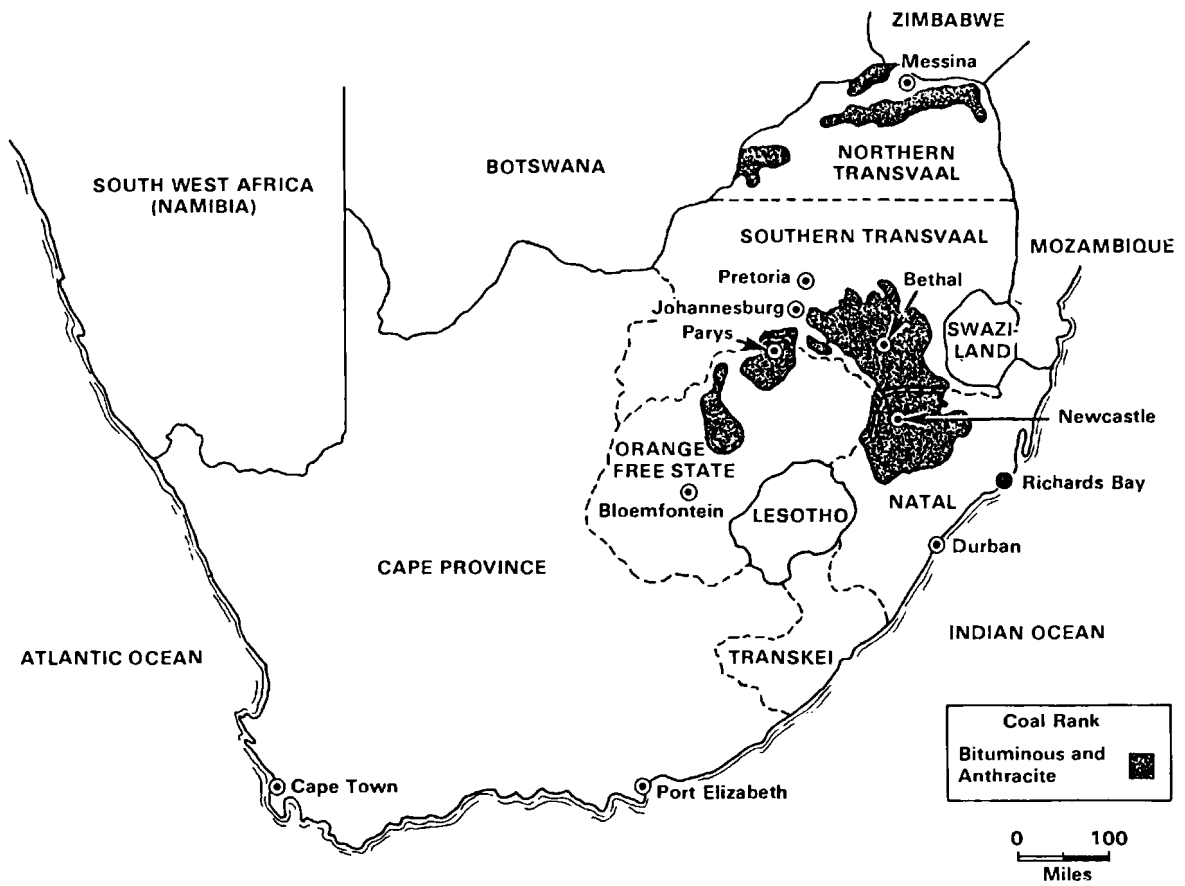 ZIMBABWE
Messina
SOUTH WEST AFRICA
(NAMIBIA)
BOTSWANA
NORTHERN
TRANSVAAL
SOUTHERN TRANSVAAL
MOZAMBIQUE
Pretoria
Bethal
Johannesburg
Parys
SWAZI-
LAND
Newcastle
ORANGE
FREE STATE
Richards Bay
Bloemfontein
LESOTHO
NATAL
Durban
CAPE PROVINCE
INDIAN OCEAN
ATLANTIC OCEAN
TRANSKEI
Coal Rank
Bituminous and
Anthracite
Cape Town
Port Elizabeth
0 100
Miles